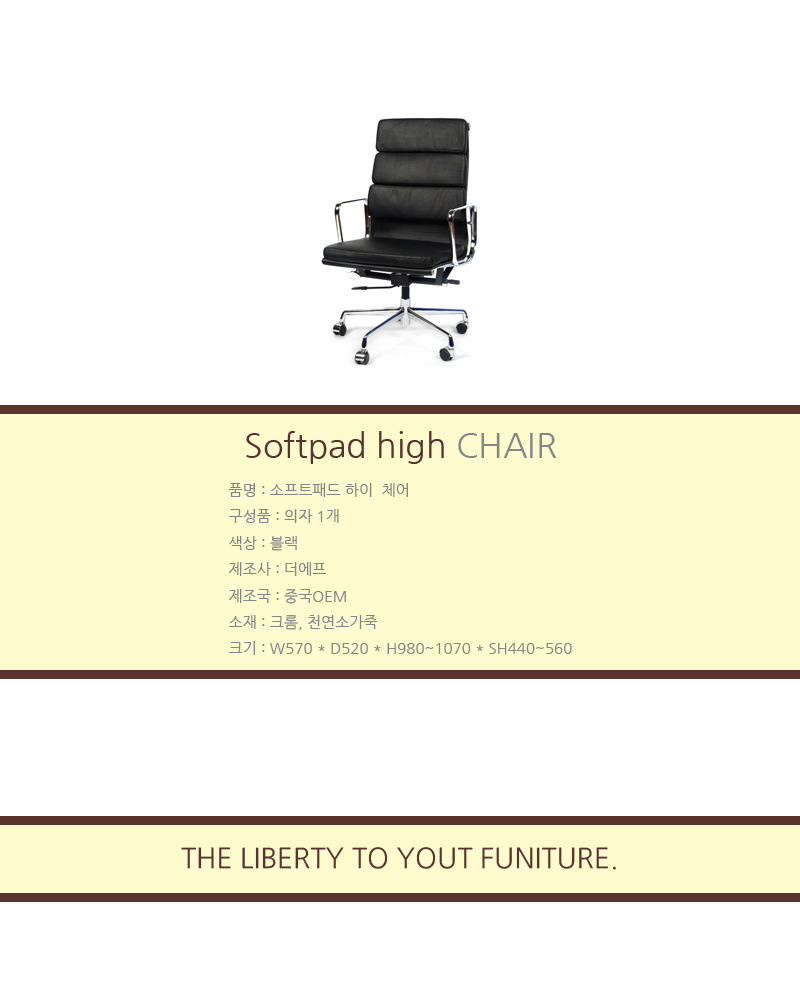 Softpad high CHAIR
품명 : 소프트패드 하이  체어
구성품 : 의자 1개
색상 : 블랙
제조사 : 더에프
제조국 : 중국OEM
소재 : 크롬, 천연소가죽
크기 : W570 * D520 * H980~1070 * SH440~560
THE LIBERTY TO YOUT FUNITURE.